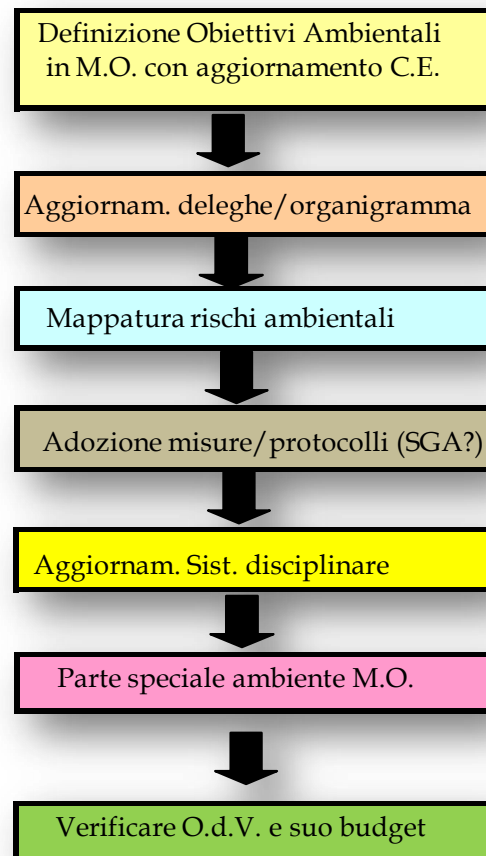 Definizione Obiettivi Ambientali
in M.O. con aggiornamento C.E.
Aggiornam. deleghe/organigramma
Mappatura rischi ambientali
Adozione misure/protocolli (SGA?)
Aggiornam. Sist. disciplinare
Parte speciale ambiente M.O.
Verificare O.d.V. e suo budget